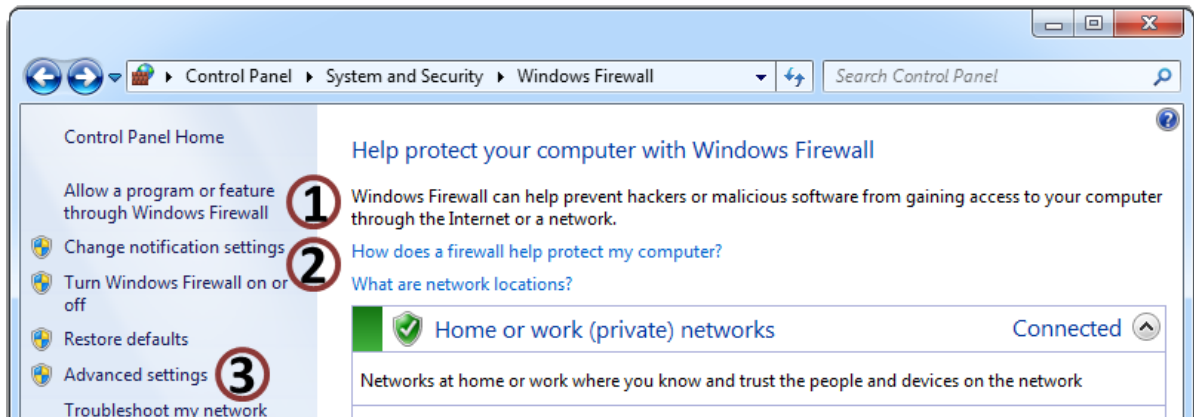 Control Panel ▸ System and Security ▸ Windows Firewall
Search Control Panel
Control Panel Home
Allow a program or feature
through Windows Firewall
1
Change notification settings
2
Turn Windows Firewall on or
off
Restore defaults
Advanced settings
3
Troubleshoot my network
Help protect your computer with Windows Firewall
Windows Firewall can help prevent hackers or malicious software from gaining access to your computer
through the Internet or a network.
How does a firewall help protect my computer?
What are network locations?
Home or work (private) networks
Connected
Networks at home or work where you know and trust the people and devices on the network